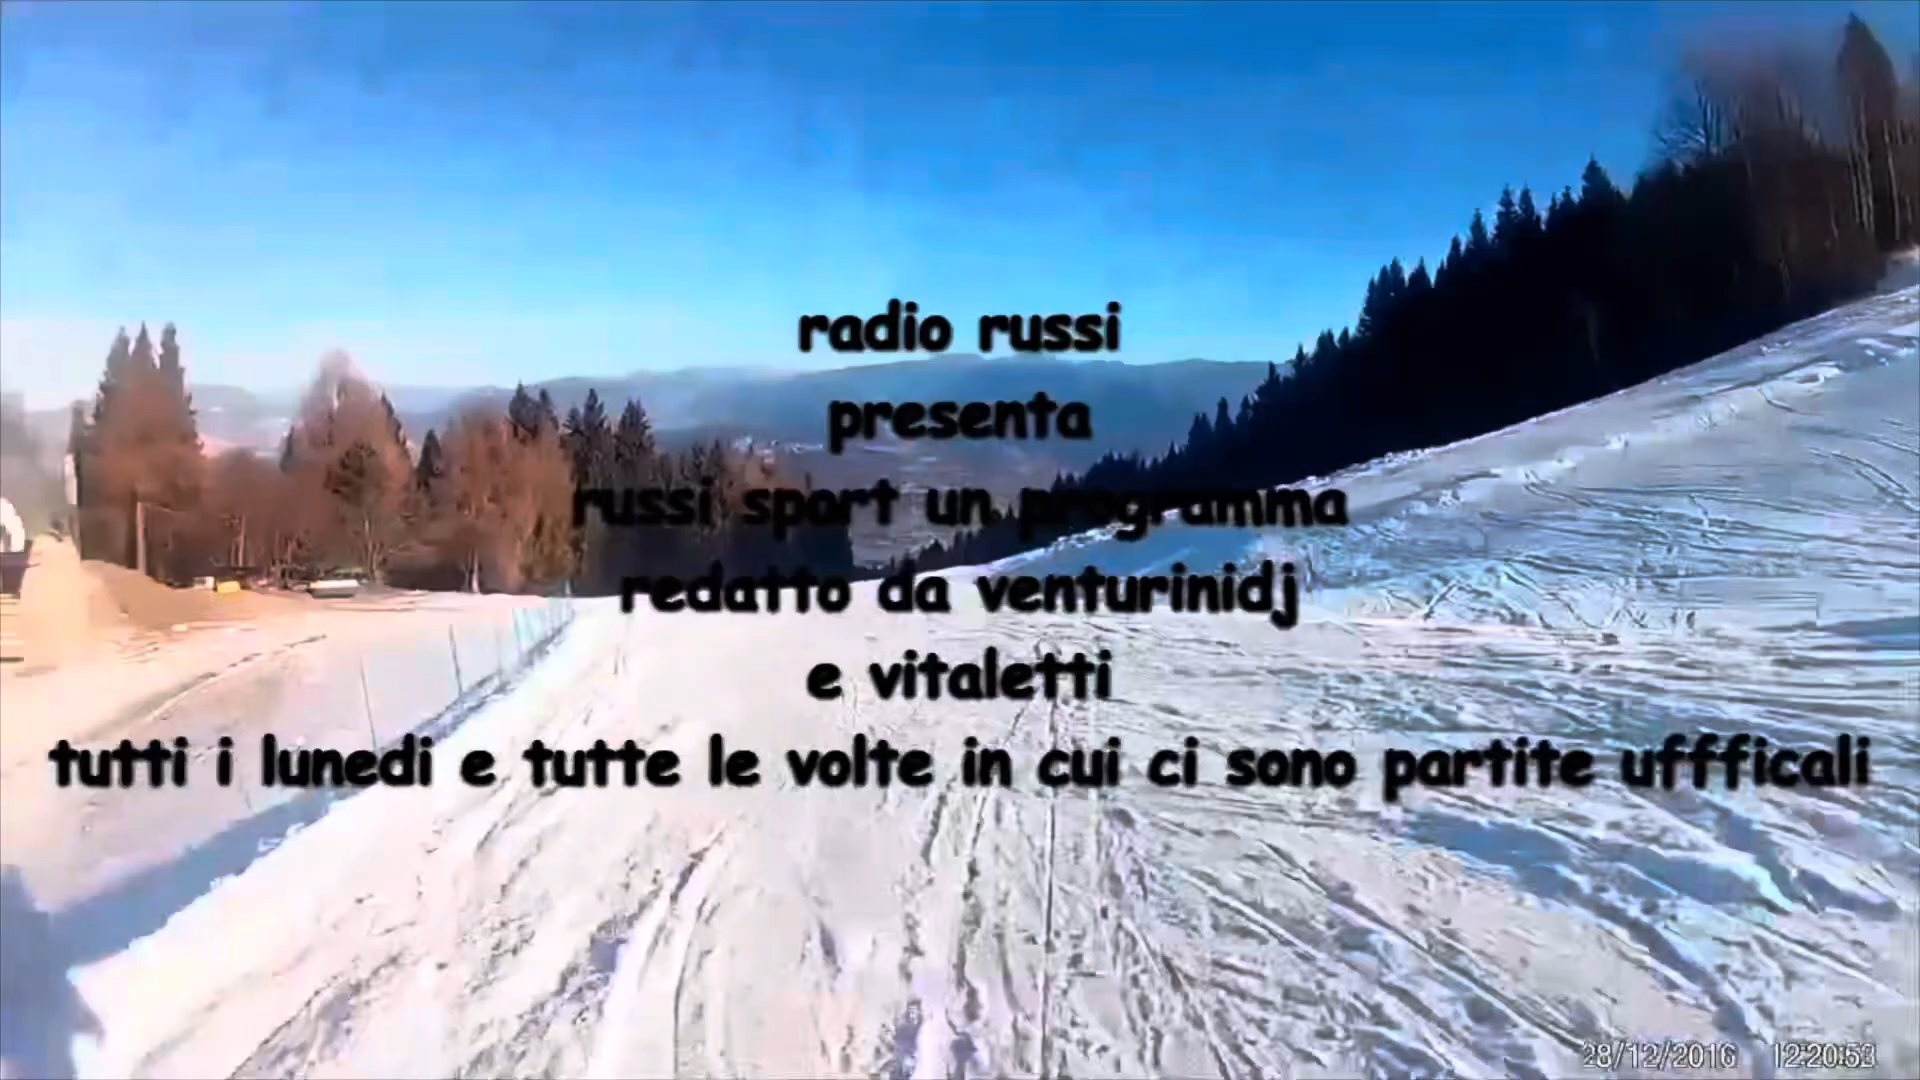 radio russi
presenta
russi sport un programma
redatto da venturinidj
e vitaletti
tutti i lunedi e tutte le volte in cui ci sono partite uffficali
28/12/2016 12:20:53